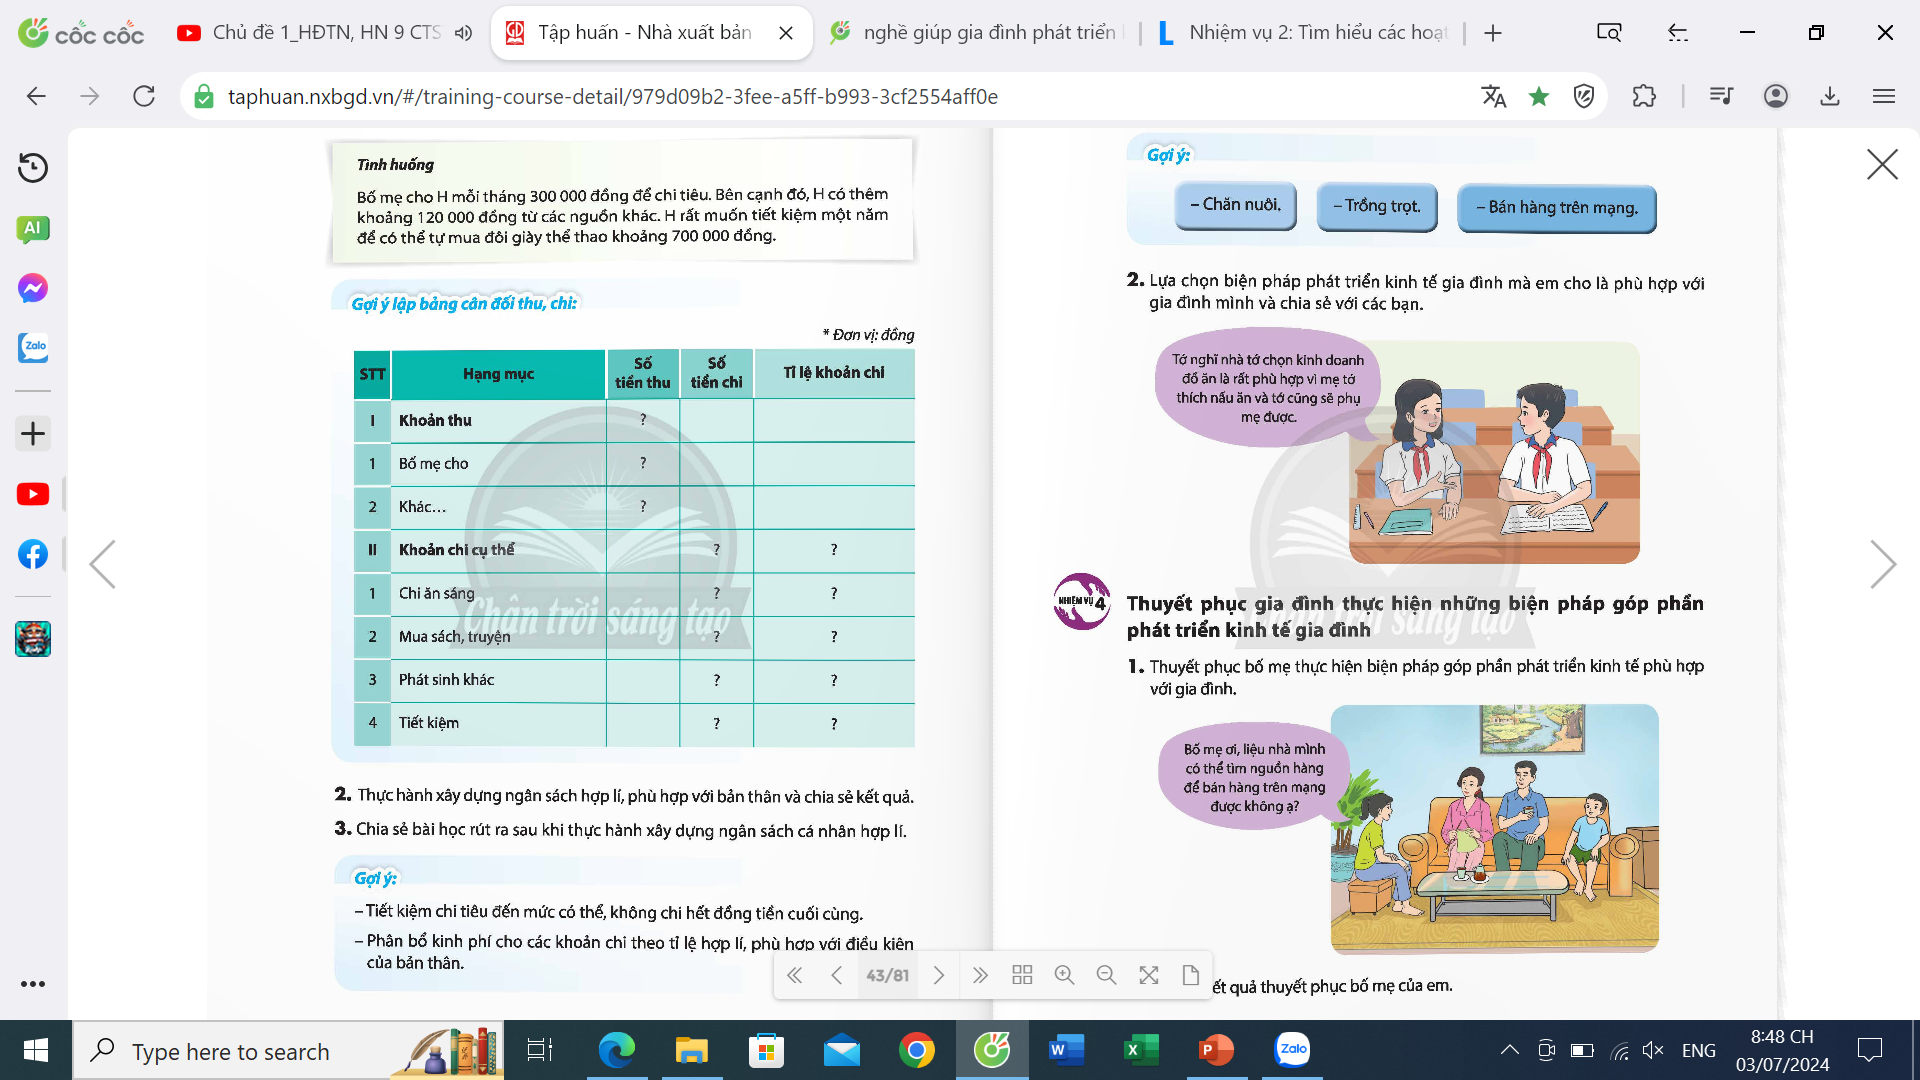 cốc cốc
Chủ đề 1_HĐTN, HN 9 CTS
Tập huấn - Nhà xuất bản
nghề giúp gia đình phát triển
Nhiệm vụ 2: Tìm hiểu các hoạt
taphuan.nxbgd.vn/#/training-course-detail/979d09b2-3fee-a5ff-b993-3cf2554aff0e
AI
Zalo
Tình huống
Bố mẹ cho H mỗi tháng 300 000 đồng để chi tiêu. Bên cạnh đó, H có thêm
khoảng 120 000 đồng từ các nguồn khác. H rất muốn tiết kiệm một năm
để có thể tự mua đôi giày thể thao khoảng 700 000 đồng.
Gợi ý lập bảng cân đối thu, chi:
* Đơn vị: đồng
STT Hạng mục Số tiền thu Số tiền chi Tỉ lệ khoản chi
I Khoản thu ?
1 Bố mẹ cho ?
2 Khác... ?
II Khoản chi cụ thể ? ?
1 Chi ăn sáng ? ?
2 Mua sách, truyện ? ?
3 Phát sinh khác ? ?
4 Tiết kiệm ? ?
Chân trời sáng tạo
2. Thực hành xây dựng ngân sách hợp lí, phù hợp với bản thân và chia sẻ kết quả.
3. Chia sẻ bài học rút ra sau khi thực hành xây dựng ngân sách cá nhân hợp lí.
Gợi ý:
– Tiết kiệm chi tiêu đến mức có thể, không chi hết đồng tiền cuối cùng.
– Phân bổ kinh phí cho các khoản chi theo tỉ lệ hợp lí, phù hợp với điều kiện
của bản thân.
Gợi ý:
– Chăn nuôi.
– Trồng trọt.
– Bán hàng trên mạng.
2. Lựa chọn biện pháp phát triển kinh tế gia đình mà em cho là phù hợp với
gia đình mình và chia sẻ với các bạn.
Tớ nghĩ nhà tớ chọn kinh doanh
đồ ăn là rất phù hợp vì mẹ tớ
thích nấu ăn và tớ cũng sẽ phụ
mẹ được.
NHIỆM VỤ 4
Thuyết phục gia đình thực hiện những biện pháp góp phần
phát triển kinh tế gia đình
Chân trời sáng tạo
1. Thuyết phục bố mẹ thực hiện biện pháp góp phần phát triển kinh tế phù hợp
với gia đình.
Bố mẹ ơi, liệu nhà mình
có thể tìm nguồn hàng
để bán hàng trên mạng
được không ạ?
ết quả thuyết phục bố mẹ của em.
43/81
Type here to search
Zalo
ENG
8:48 CH
03/07/2024